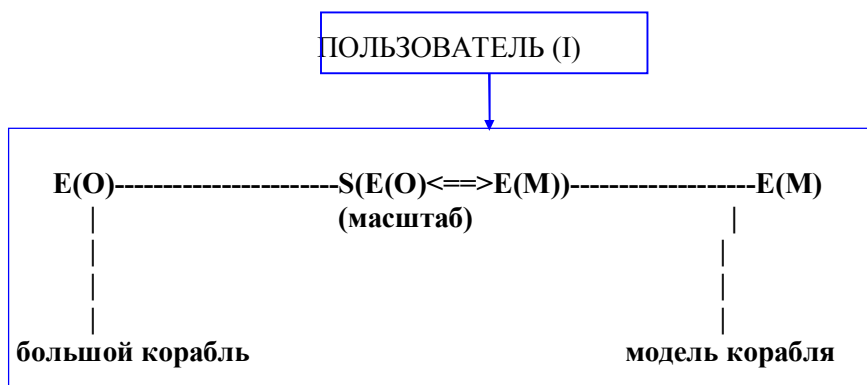 ПОЛЬЗОВАТЕЛЬ (I)
E(O)-----------------------S(E(O)<==>E(M))-------------------E(M)
| (масштаб) |
| |
| |
| |
| |
большой корабль модель корабля